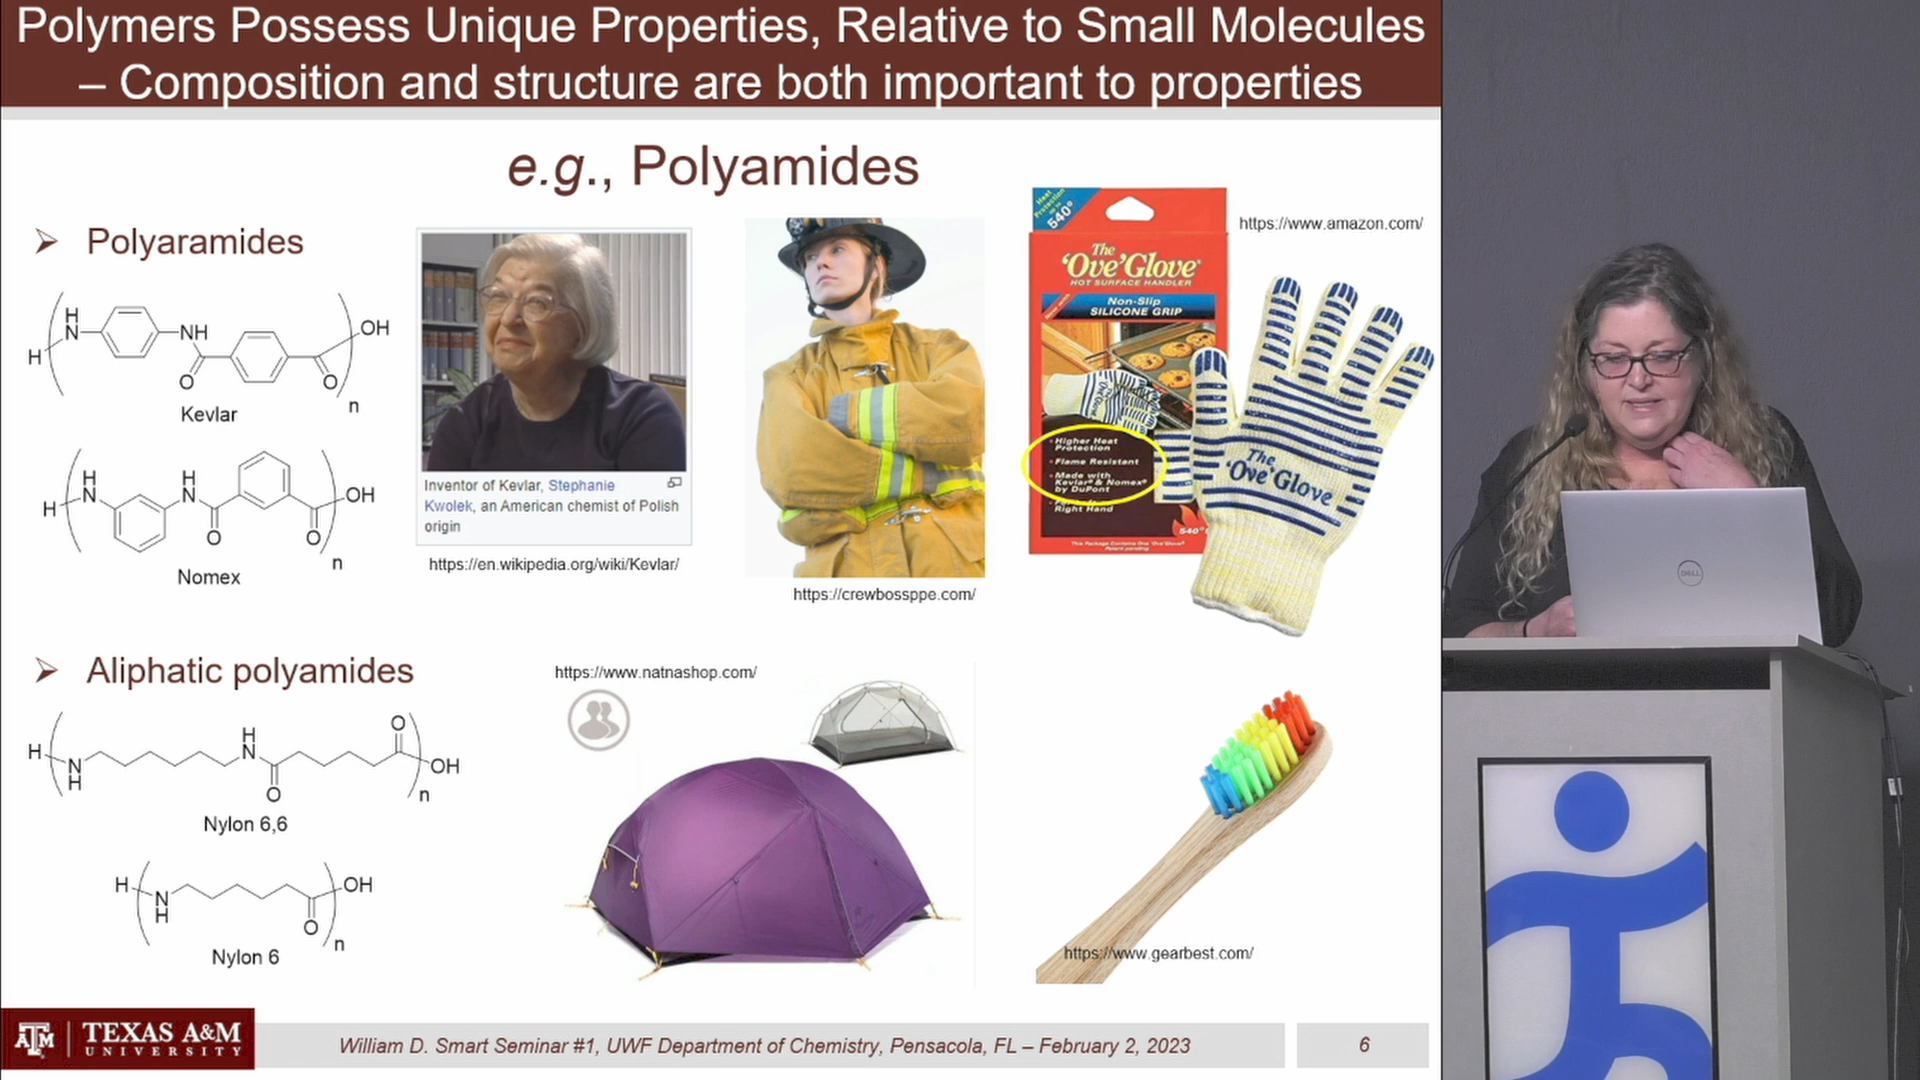 Polymers Possess Unique Properties, Relative to Small Molecules
– Composition and structure are both important to properties
e.g., Polyamides
➢ Polyaramides
H
H
N
NH
O
O
OH
n
Kevlar
H
H
N
H
N
O
O
OH
n
Nomex
Inventor of Kevlar, Stephanie
Kwolek, an American chemist of Polish
origin
https://en.wikipedia.org/wiki/Kevlar/
https://crewbossppe.com/
Heat
Protection
up to
540°
The
'Ove'Glove®
HOT SURFACE HANDLER
Non-Slip
SILICONE GRIP
Higher Heat
Protection
Flame Resistant
Made with
Kevlar® & Nomex®
by DuPont
Right Hand
540°
The
'Ove'Glove
https://www.amazon.com/
➢ Aliphatic polyamides
H
N
H
H
N
O
O
OH
n
Nylon 6,6
H
N
H
O
OH
n
Nylon 6
https://www.natnashop.com/
https://www.gearbest.com/
DELL
ATM | TEXAS A&M
UNIVERSITY
William D. Smart Seminar #1, UWF Department of Chemistry, Pensacola, FL – February 2, 2023
6